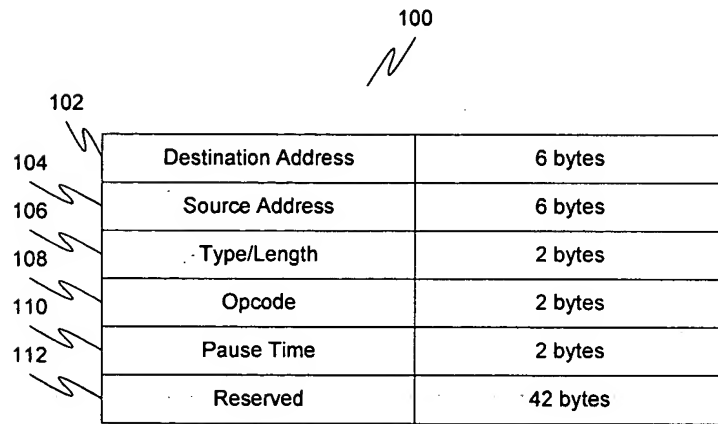 100
102
Destination Address 6 bytes
104
Source Address 6 bytes
106
Type/Length 2 bytes
108
Opcode 2 bytes
110
Pause Time 2 bytes
112
Reserved 42 bytes